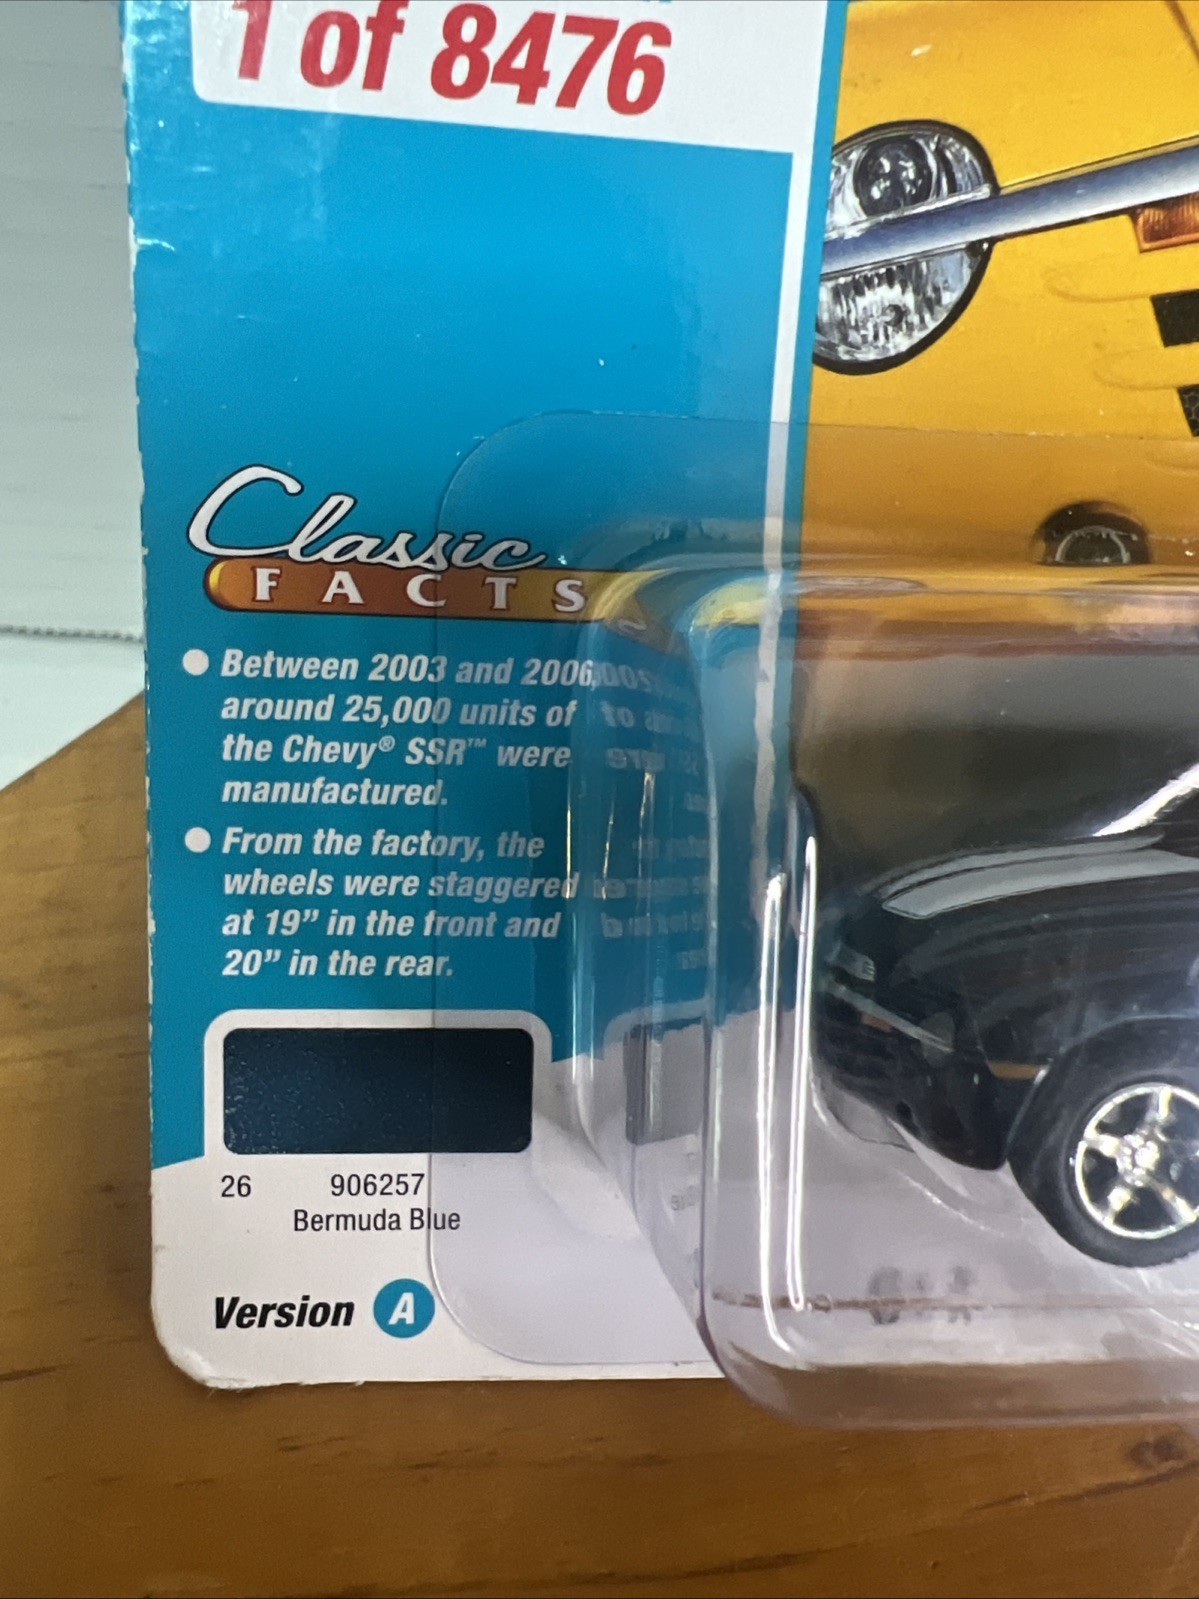 1 of 8476
Classic
FACTS
Between 2003 and 2006,
around 25,000 units of
the Chevy® SSR™ were
manufactured.
From the factory, the
wheels were staggered
at 19” in the front and
20” in the rear.
26 906257
Bermuda Blue
Version A